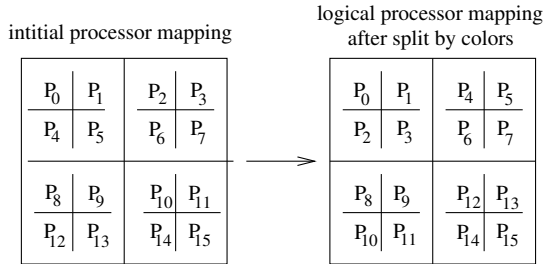 intitial processor mapping
logical processor mapping
after split by colors
P0 P1 P2 P3
P4 P5 P6 P7
P8 P9 P10 P11
P12 P13 P14 P15
P0 P1 P4 P5
P2 P3 P6 P7
P8 P9 P12 P13
P10 P11 P14 P15